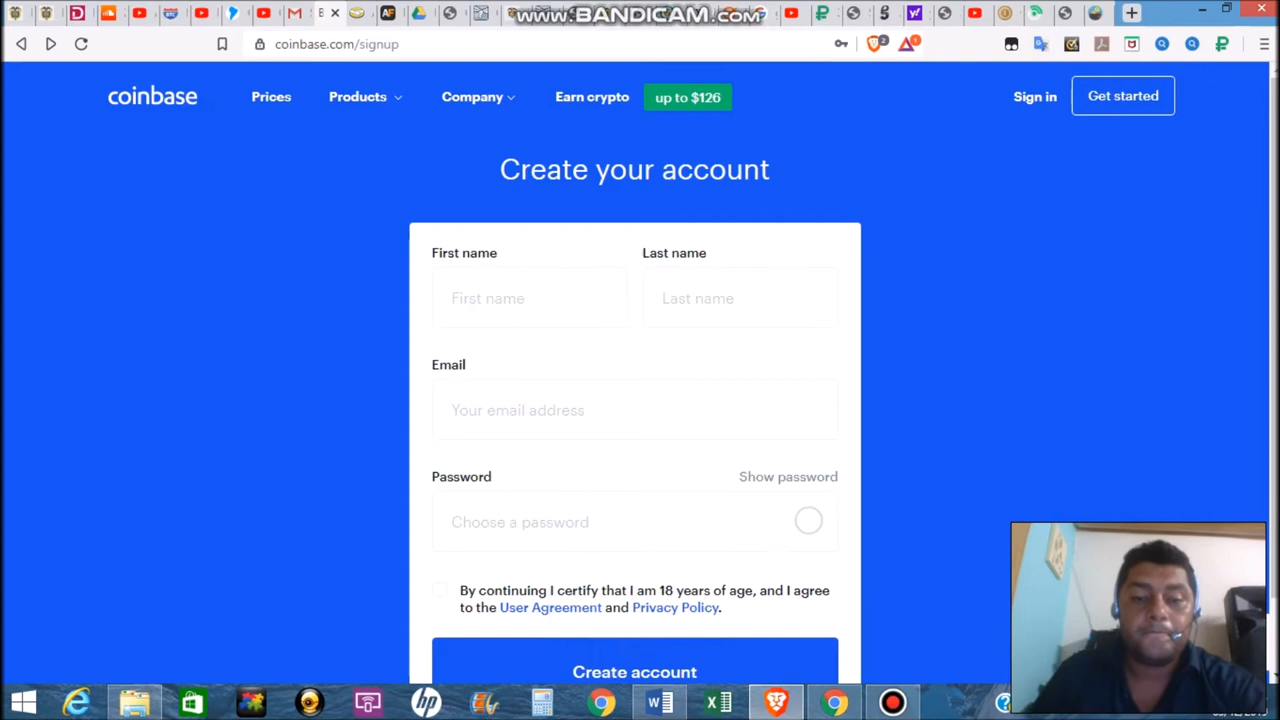 www.BANDICAM.com
coinbase.com/signup
2
1
coinbase
Prices
Products
Company
Earn crypto
up to $126
Sign in
Get started
Create your account
First name
Last name
First name
Last name
Email
Your email address
Password
Show password
Choose a password
By continuing I certify that I am 18 years of age, and I agree
to the User Agreement and Privacy Policy.
Create account